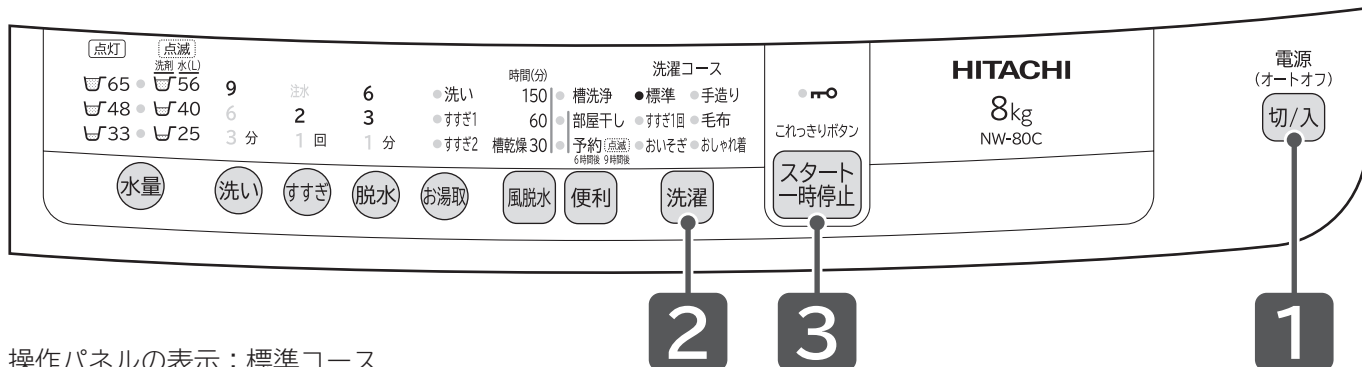 点灯 点滅
洗剤 水(L)
65 56
48 40
33 25
9
6
3 分
注水
2
1 回
6
3
1 分
洗い
すすぎ1
すすぎ2
時間(分)
150
60
槽乾燥 30
槽洗浄
部屋干し
予約 点滅
6時間後 9時間後
洗濯コース
標準 手造り
すすぎ1回 毛布
おいそぎ おしゃれ着
これっきりボタン
HITACHI
8kg
NW-80C
電源
(オートオフ)
切/入
水量 洗い すすぎ 脱水 お湯取 風脱水 便利 洗濯
スタート
一時停止
2 3 1
操作パネルの表示:標準コース